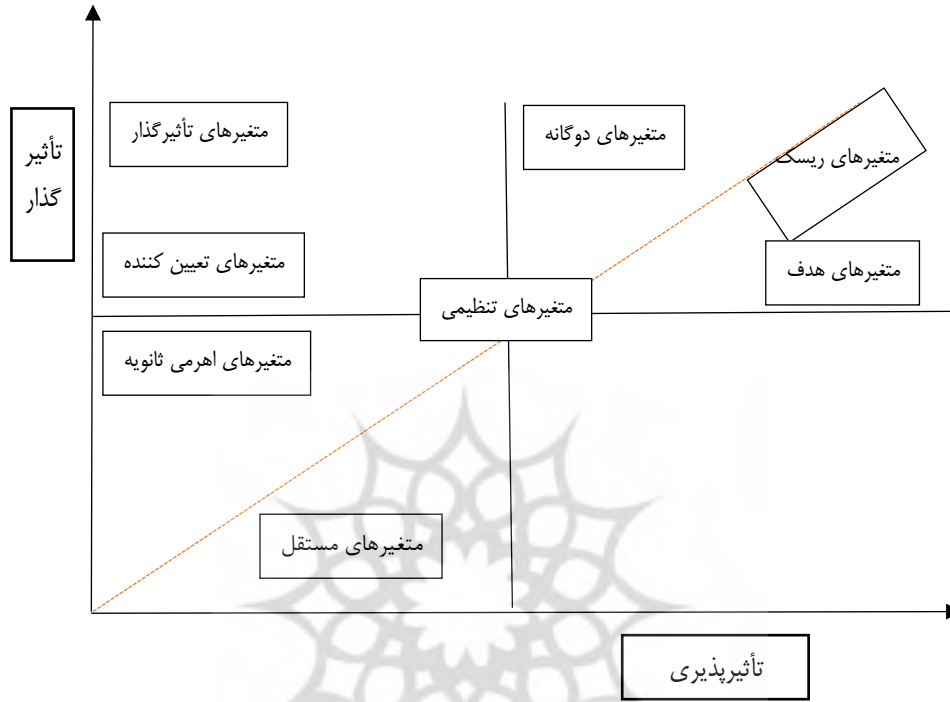 تأثیر
گذار
متغیرهای تأثیرگذار
متغیرهای دوگانه
متغیرهای ریسک
متغیرهای تعیین کننده
متغیرهای هدف
متغیرهای تنظیمی
متغیرهای اهرمی ثانویه
متغیرهای مستقل
تأثیرپذیری